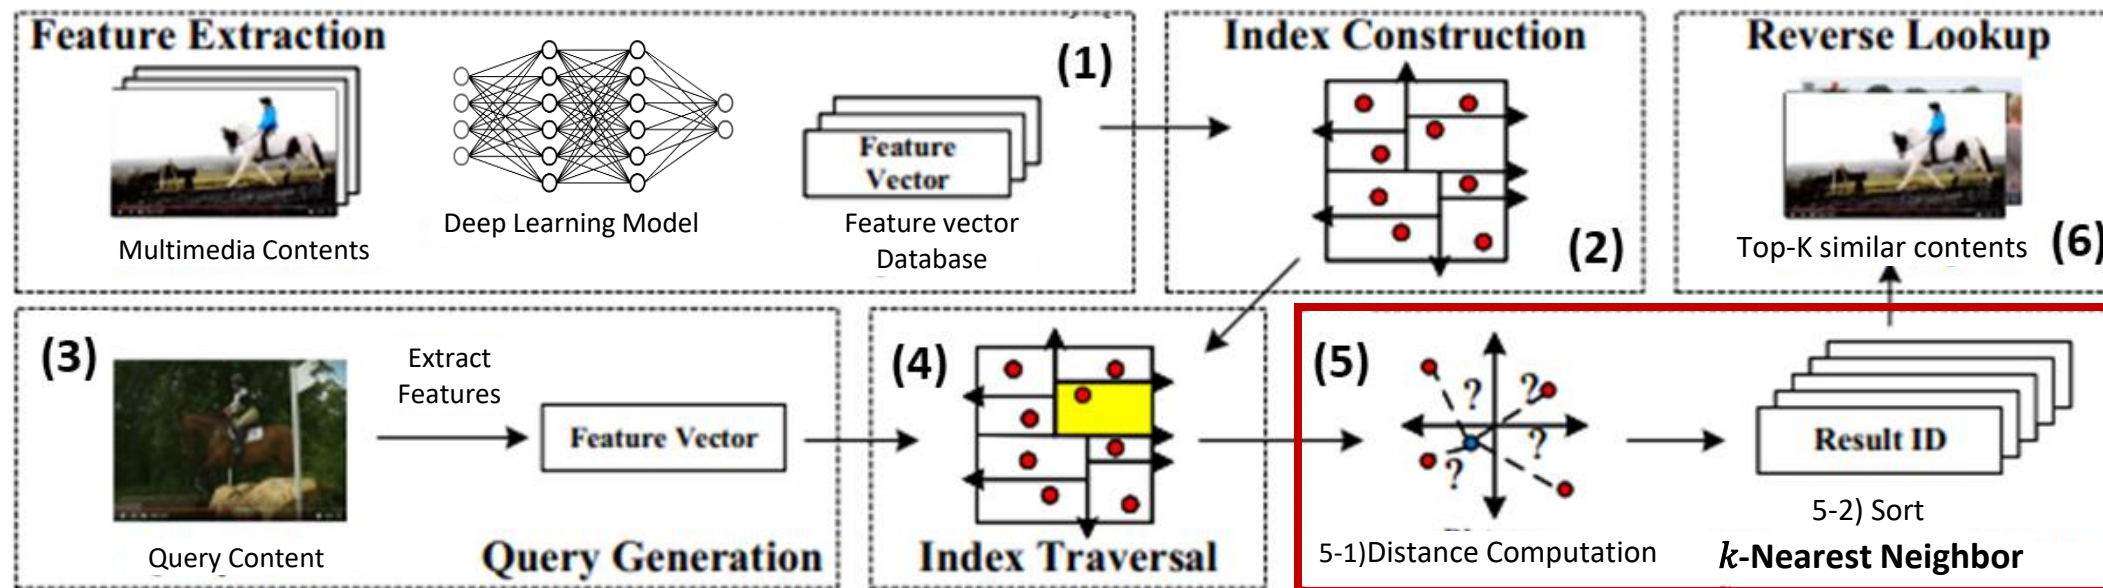 Feature Extraction
(1)
Feature
Vector
Multimedia Contents
Deep Learning Model
Feature vector
Database
Index Construction
(2)
Reverse Lookup
Top-K similar contents
(6)
(3)
Extract
Features
Feature Vector
Query Content
Query Generation
(4)
Index Traversal
(5)
?
?
?
?
5-1)Distance Computation
Result ID
5-2) Sort
k-Nearest Neighbor